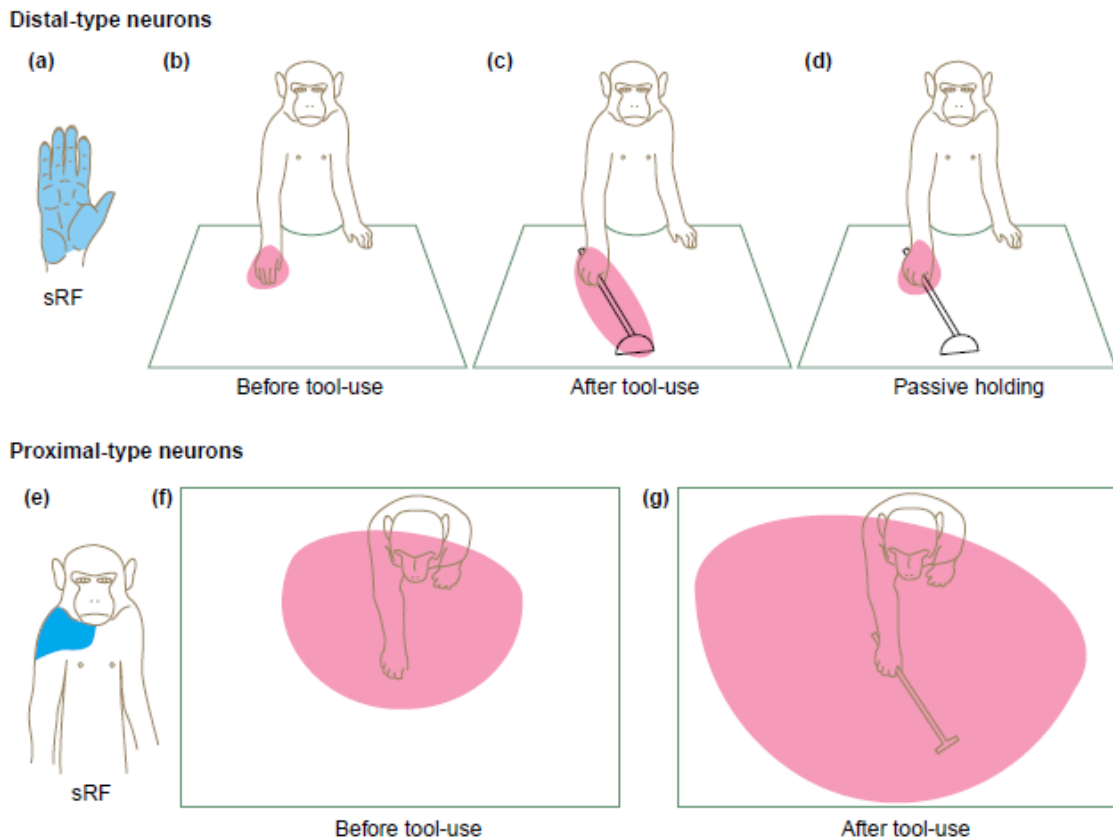 Distal-type neurons
(a)
(b)
(c)
(d)
sRF
Before tool-use
After tool-use
Passive holding
Proximal-type neurons
(e)
(f)
(g)
sRF
Before tool-use
After tool-use